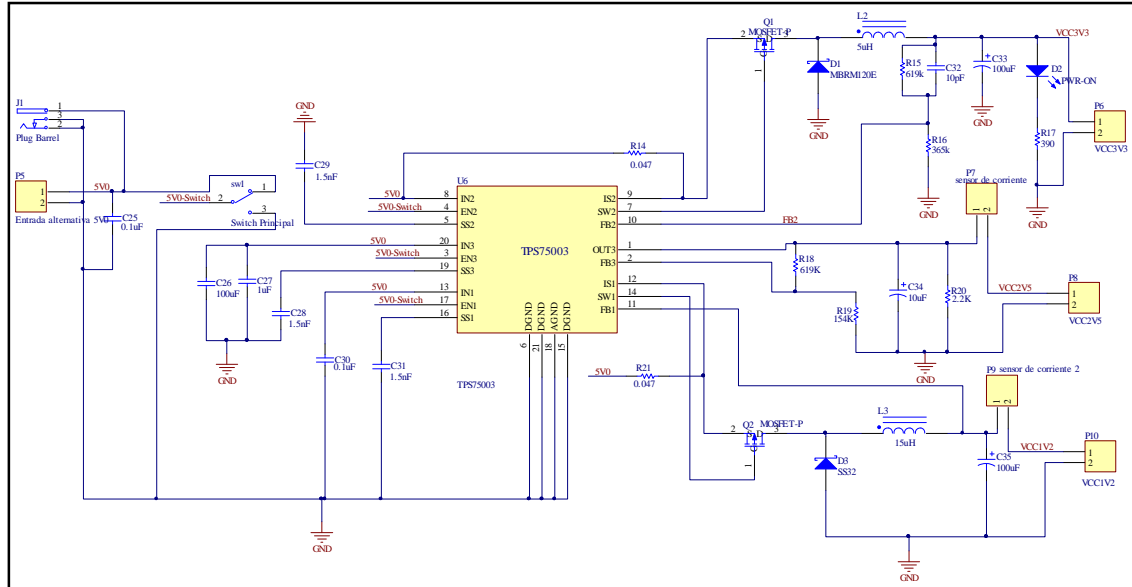 Q1
MOSFET-P
2
S D
3
1
L2
5uH
VCC3V3
D1
MBRM120E
R15
619k
C32
10pF
C33
100uF
D2
PWR-ON
P6
1
2
VCC3V3
R17
390
R16
365k
GND
GND
GND
GND
J1
1
3
2
Plug Barrel
P5
1
2
5V0
Entrada alternativa 5V0
C25
0.1uF
5V0-Switch
sw1
1
2
3
Switch Principal
GND
C29
1.5nF
R14
0.047
U6
TPS75003
TPS75003
5V0
8
IN2
5V0-Switch
4
EN2
5
SS2
5V0
20
IN3
5V0-Switch
3
EN3
19
SS3
5V0
13
IN1
5V0-Switch
17
EN1
16
SS1
IS2
9
SW2
7
FB2
10
FB2
OUT3
1
FB3
2
IS1
12
SW1
14
FB1
11
DGND
DGND
AGND
DGND
6
21
18
15
C26
100uF
C27
1uF
C28
1.5nF
GND
C30
0.1uF
C31
1.5nF
GND
P7
sensor de corriente
1
2
R18
619K
R19
154K
C34
10uF
R20
2.2K
VCC2V5
P8
1
2
VCC2V5
GND
5V0
R21
0.047
Q2
MOSFET-P
2
S D
3
1
D3
SS32
L3
15uH
P9 sensor de corriente 2
1
2
C35
100uF
VCC1V2
P10
1
2
VCC1V2
GND